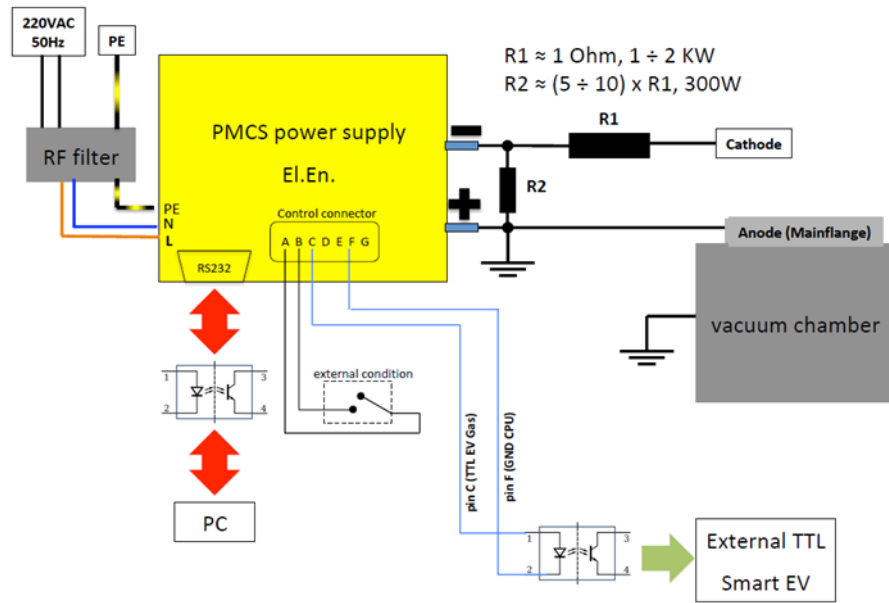 220VAC
50Hz
PE
R1 ≈ 1 Ohm, 1 ÷ 2 KW
R2 ≈ (5 ÷ 10) x R1, 300W
RF filter
PMCS power supply
El.En.
R1
Cathode
R2
PE
N
L
Control connector
A B C D E F G
RS232
Anode (Mainflange)
vacuum chamber
1
2
3
4
external condition
pin C (TTL EV Gas)
pin F (GND CPU)
PC
1
2
3
4
External TTL
Smart EV